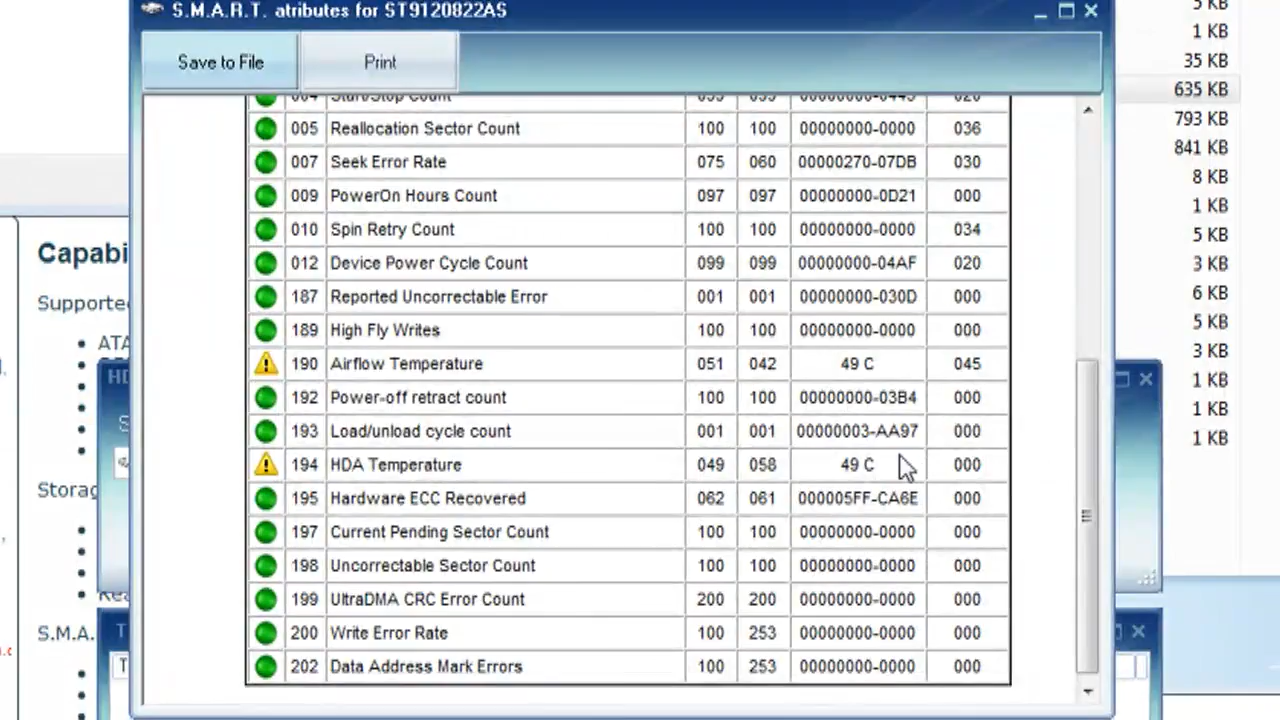 S.M.A.R.T. atributes for ST9120822AS
Save to File
Print
004 Start/Stop Count
005 Reallocation Sector Count 100 100 00000000-0000 036
007 Seek Error Rate 075 060 00000270-07DB 030
009 PowerOn Hours Count 097 097 00000000-0D21 000
010 Spin Retry Count 100 100 00000000-0000 034
012 Device Power Cycle Count 099 099 00000000-04AF 020
187 Reported Uncorrectable Error 001 001 00000000-030D 000
189 High Fly Writes 100 100 00000000-0000 000
190 Airflow Temperature 051 042 49 C 045
192 Power-off retract count 100 100 00000000-03B4 000
193 Load/unload cycle count 001 001 00000003-AA97 000
194 HDA Temperature 049 058 49 C 000
195 Hardware ECC Recovered 062 061 000005FF-CA6E 000
197 Current Pending Sector Count 100 100 00000000-0000 000
198 Uncorrectable Sector Count 100 100 00000000-0000 000
199 UltraDMA CRC Error Count 200 200 00000000-0000 000
200 Write Error Rate 100 253 00000000-0000 000
202 Data Address Mark Errors 100 253 00000000-0000 000
Capabi
Supported
ATA
HD
S
Storag
S.M.A.
T
T
5 KB
1 KB
35 KB
635 KB
793 KB
841 KB
8 KB
1 KB
5 KB
3 KB
6 KB
5 KB
3 KB
1 KB
1 KB
1 KB